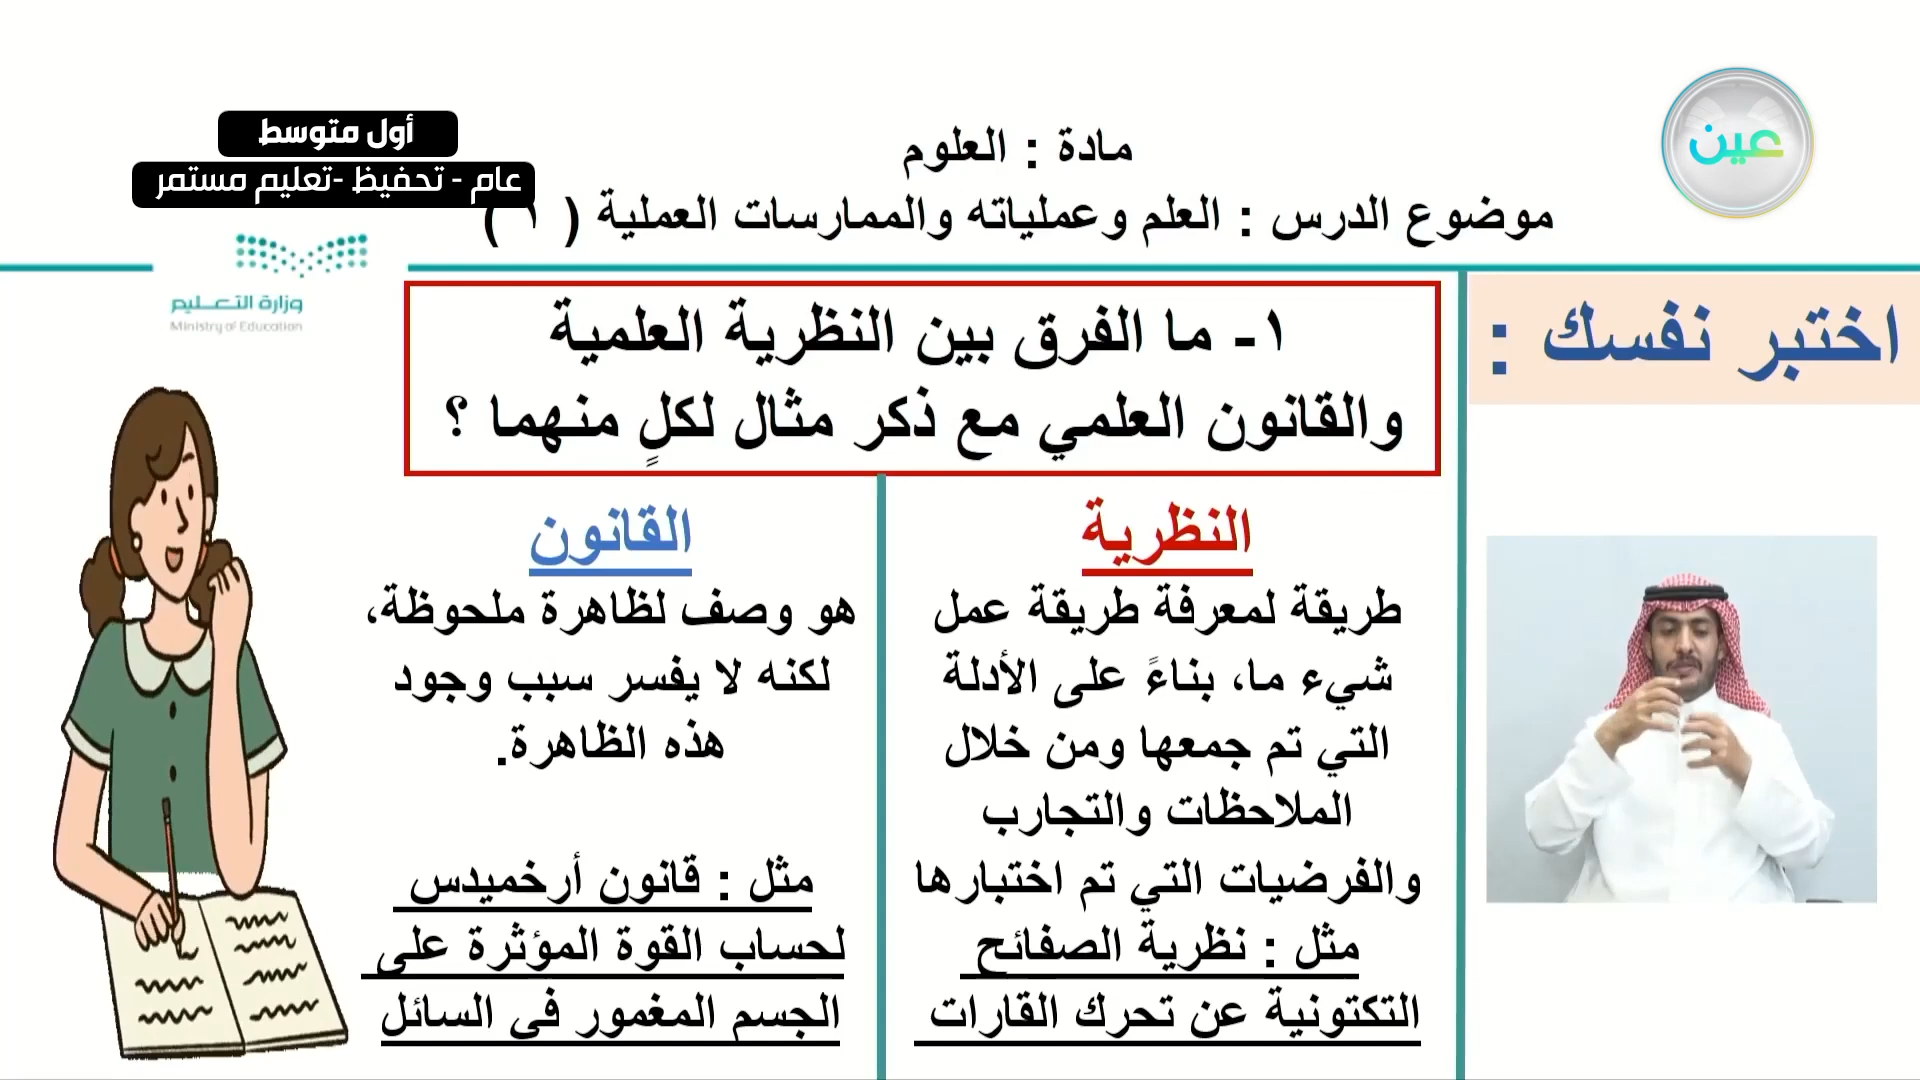 عين
أول متوسط
عام - تحفيظ -تعليم مستمر
مادة : العلوم
موضوع الدرس : العلم وعملياته والممارسات العملية ( ١ )
وزارة التعليم
Ministry of Education
اختبر نفسك :
١- ما الفرق بين النظرية العلمية
والقانون العلمي مع ذكر مثال لكلٍ منهما ؟
النظرية
طريقة لمعرفة طريقة عمل
شيء ما، بناءً على الأدلة
التي تم جمعها ومن خلال
الملاحظات والتجارب
والفرضيات التي تم اختبارها
مثل : نظرية الصفائح
التكتونية عن تحرك القارات
القانون
هو وصف لظاهرة ملحوظة،
لكنه لا يفسر سبب وجود
هذه الظاهرة.
مثل : قانون أرخميدس
لحساب القوة المؤثرة على
الجسم المغمور في السائل